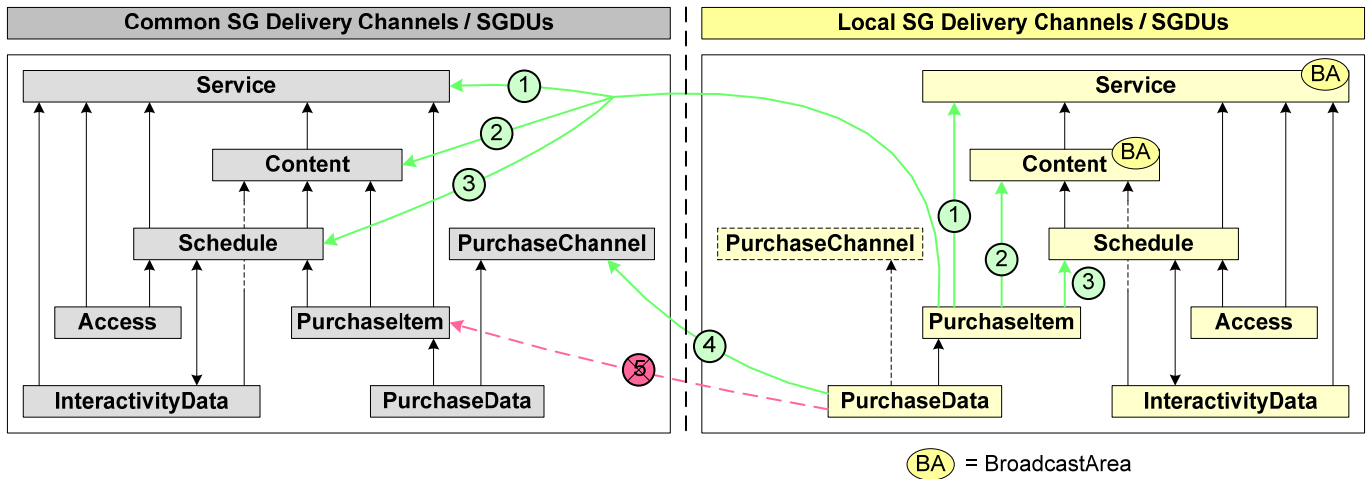 Common SG Delivery Channels / SGDUs
Local SG Delivery Channels / SGDUs
Service
1
2
Content
3
Schedule
PurchaseChannel
Access
PurchaseItem
4
5
InteractivityData
PurchaseData
BA
Service
Content
BA
1
PurchaseChannel
Schedule
2
3
PurchaseItem
Access
PurchaseData
InteractivityData
BA = BroadcastArea